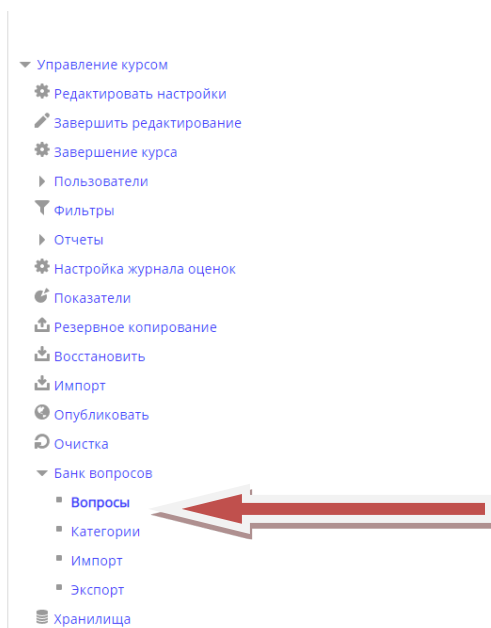 Управление курсом
Редактировать настройки
Завершить редактирование
Завершение курса
Пользователи
Фильтры
Отчеты
Настройка журнала оценок
Показатели
Резервное копирование
Восстановить
Импорт
Опубликовать
Очистка
Банк вопросов
Вопросы
Категории
Импорт
Экспорт
Хранилища